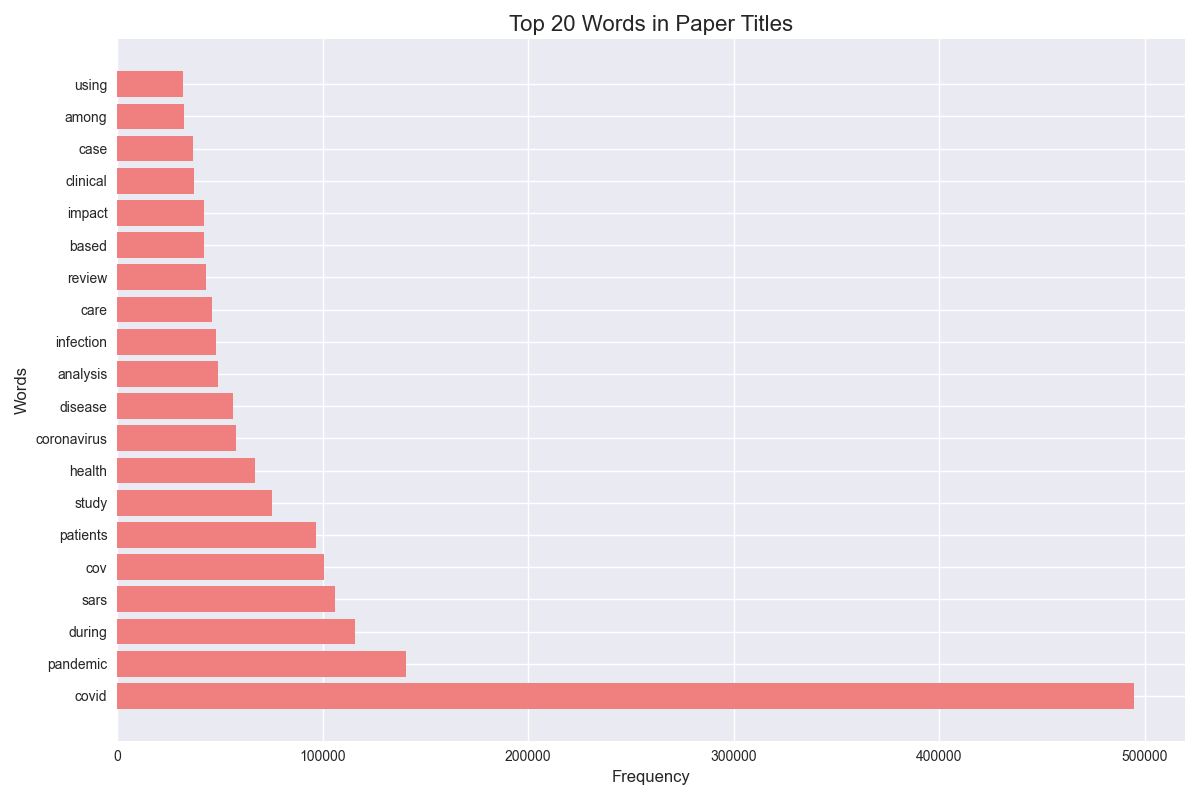 Top 20 Words in Paper Titles
Words
using
among
case
clinical
impact
based
review
care
infection
analysis
disease
coronavirus
health
study
patients
cov
sars
during
pandemic
covid
0 100000 200000 300000 400000 500000
Frequency